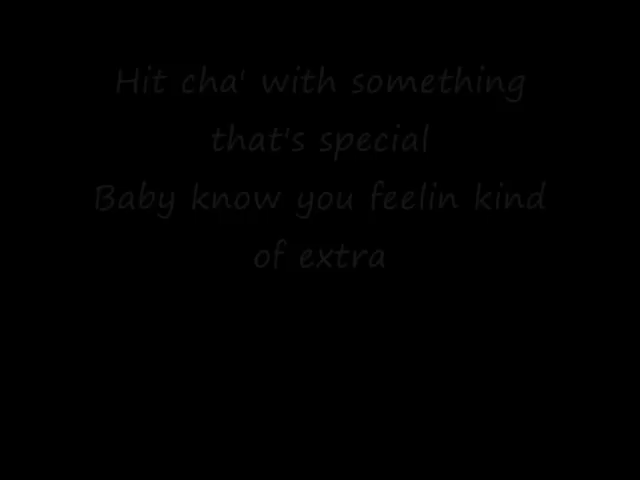 Hit cha' with something
that's special
Baby know you feelin kind
of extra